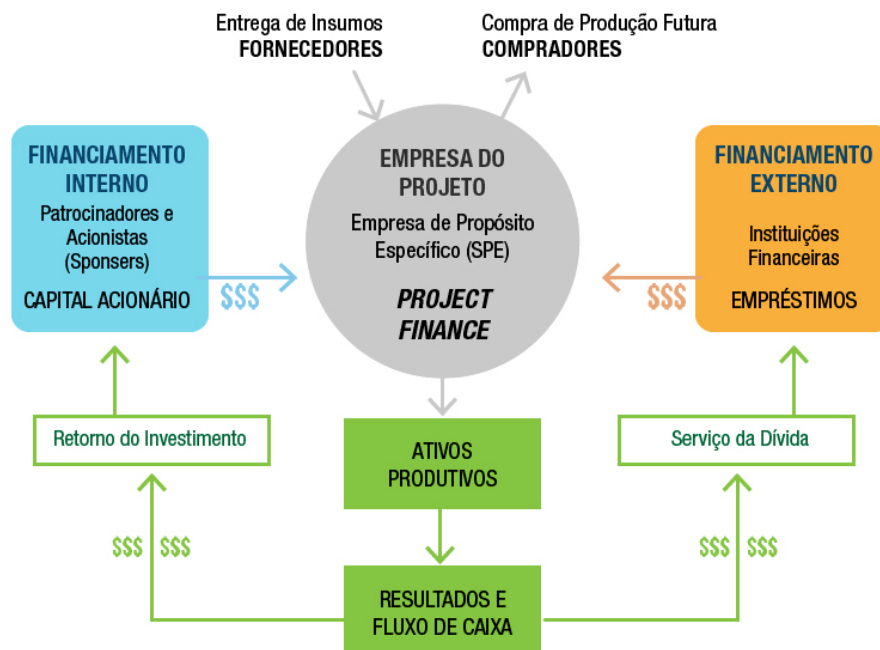 Entrega de Insumos
FORNECEDORES
Compra de Produção Futura
COMPRADORES
FINANCIAMENTO
INTERNO
Patrocinadores e
Acionistas
(Sponsers)
CAPITAL ACIONÁRIO
$$$
EMPRESA DO
PROJETO
Empresa de Propósito
Específico (SPE)
PROJECT
FINANCE
$$$
FINANCIAMENTO
EXTERNO
Instituições
Financeiras
EMPRÉSTIMOS
Retorno do Investimento
ATIVOS
PRODUTIVOS
Serviço da Dívida
$$$ $$$
RESULTADOS E
FLUXO DE CAIXA
$$$ $$$